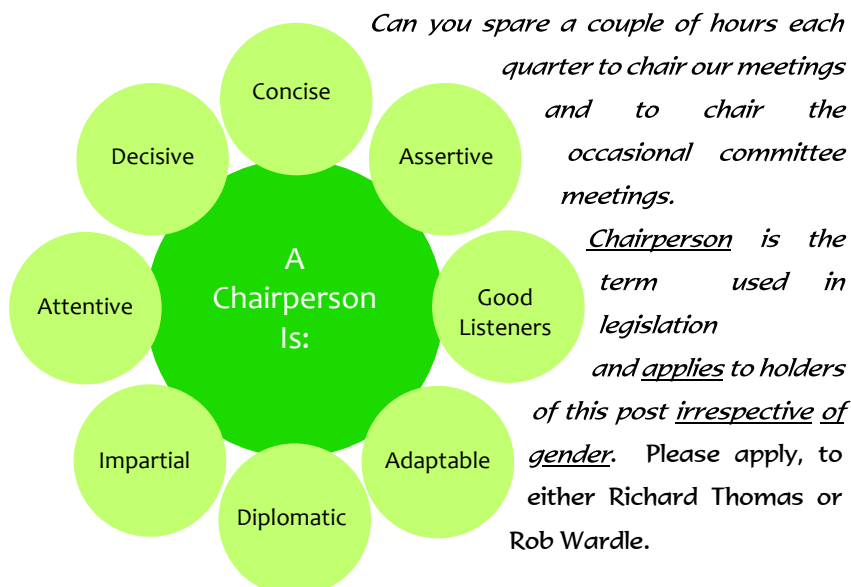 Can you spare a couple of hours each
quarter to chair our meetings
and to chair the
occasional committee
meetings.
Chairperson is the
term used in
legislation
and applies to holders
of this post irrespective of
gender. Please apply, to
either Richard Thomas or
Rob Wardle.
A
Chairperson
Is:
Concise
Assertive
Good
Listeners
Adaptable
Diplomatic
Impartial
Attentive
Decisive